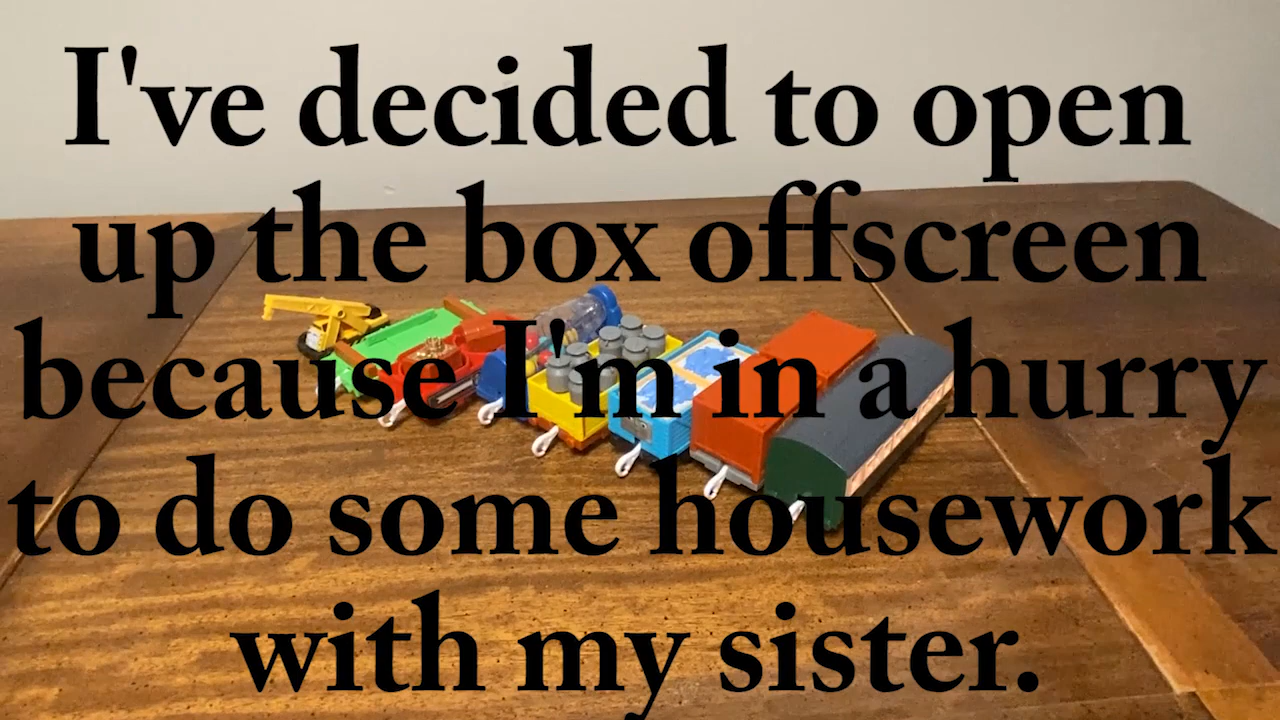 I've decided to open
up the box offscreen
because I'm in a hurry
to do some housework
with my sister.